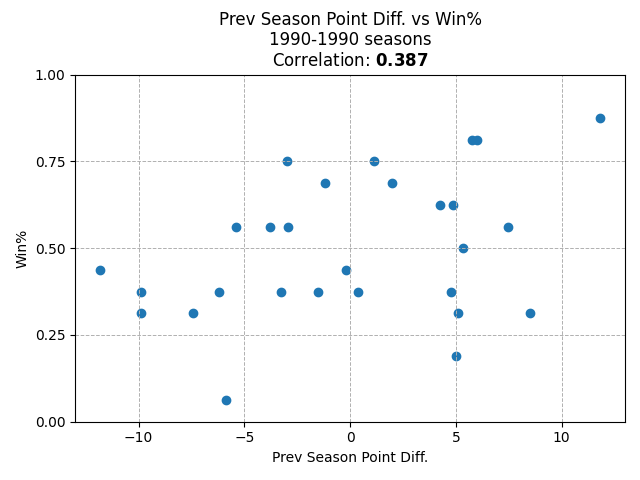 Prev Season Point Diff. vs Win%
1990-1990 seasons
Correlation: 0.387
1.00
0.75
0.50
0.25
0.00
Win%
−10
−5
0
5
10
Prev Season Point Diff.